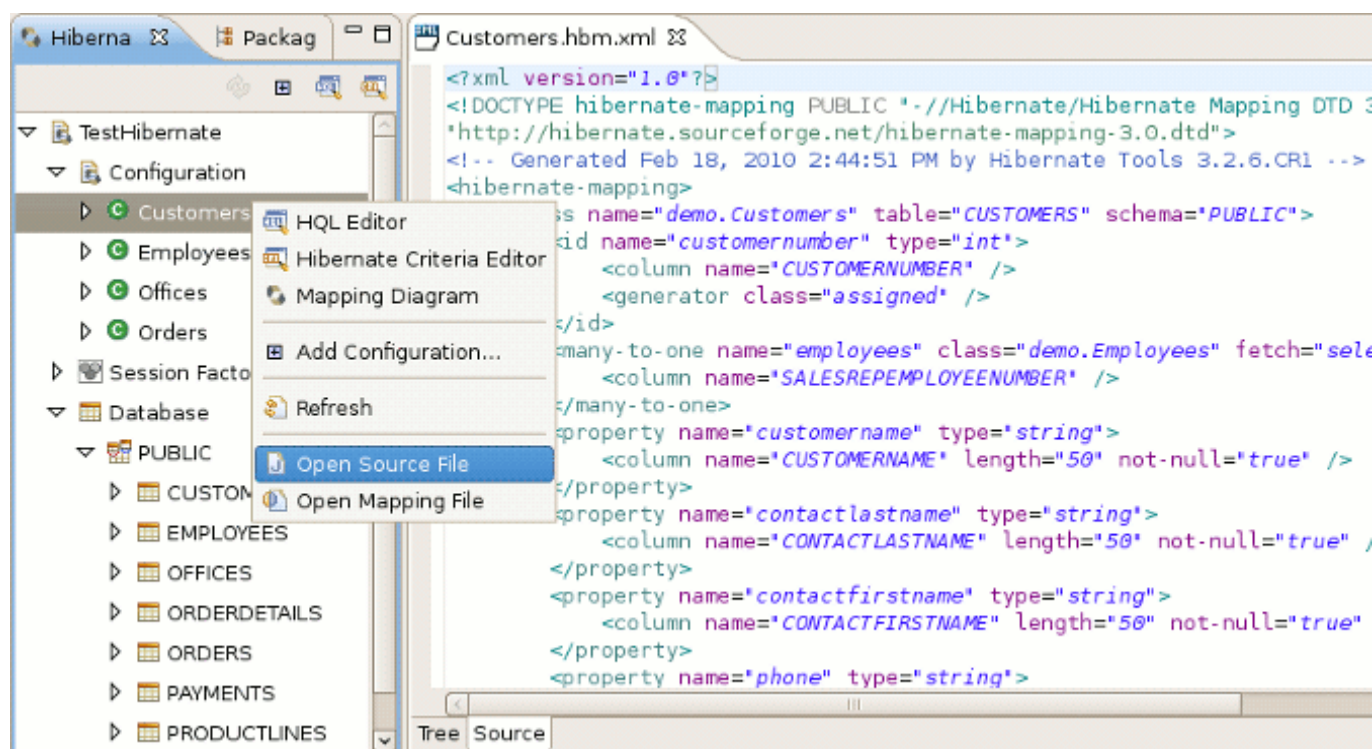 Hiberna
Packag
Customers.hbm.xml
TestHibernate
Configuration
Customers
Employees
Offices
Orders
Session Facto
Database
PUBLIC
CUSTOM
EMPLOYEES
OFFICES
ORDERDETAILS
ORDERS
PAYMENTS
PRODUCTLINES
HQL Editor
Hibernate Criteria Editor
Mapping Diagram
Add Configuration...
Refresh
Open Source File
Open Mapping File
<?xml version="1.0"?>
<!DOCTYPE hibernate-mapping PUBLIC "-//Hibernate/Hibernate Mapping DTD 3
"http://hibernate.sourceforge.net/hibernate-mapping-3.0.dtd">
<!-- Generated Feb 18, 2010 2:44:51 PM by Hibernate Tools 3.2.6.CR1 -->
<hibernate-mapping>
ss name="demo.Customers" table="CUSTOMERS" schema="PUBLIC">
<id name="customernumber" type="int">
<column name="CUSTOMERNUMBER" />
<generator class="assigned" />
</id>
<many-to-one name="employees" class="demo.Employees" fetch="sele
<column name="SALESREPEMPLOYEENUMBER" />
</many-to-one>
<property name="customername" type="string">
<column name="CUSTOMERNAME" length="50" not-null="true" />
</property>
<property name="contactlastname" type="string">
<column name="CONTACTLASTNAME" length="50" not-null="true" /
</property>
<property name="contactfirstname" type="string">
<column name="CONTACTFIRSTNAME" length="50" not-null="true"
</property>
<property name="phone" type="string">
Tree Source